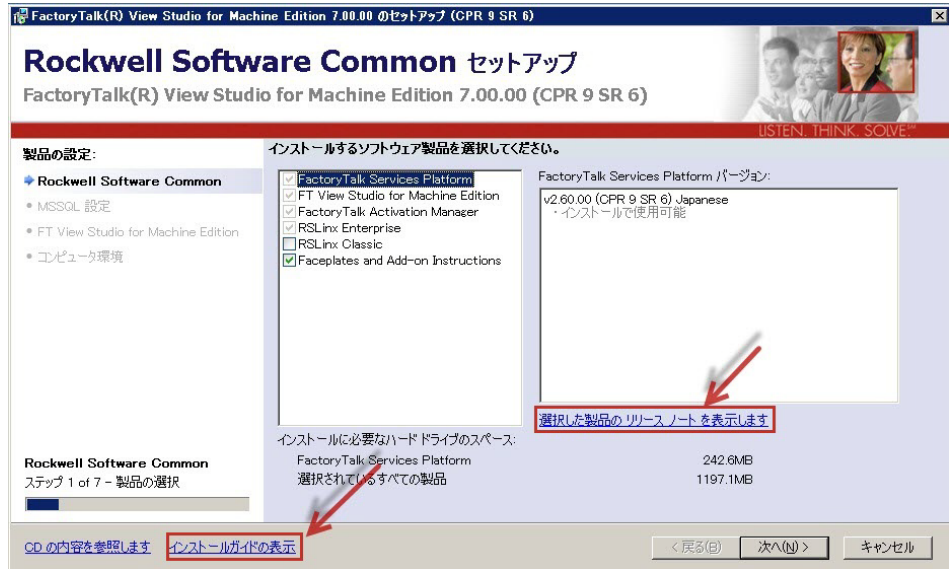 FactoryTalk(R) View Studio for Machine Edition 7.00.00 のセットアップ (CPR 9 SR 6)
Rockwell Software Common セットアップ
FactoryTalk(R) View Studio for Machine Edition 7.00.00 (CPR 9 SR 6)
LISTEN. THINK. SOLVE.℠
製品の設定:
Rockwell Software Common
MSSQL 設定
FT View Studio for Machine Edition
コンピュータ環境
インストールするソフトウェア製品を選択してください。
FactoryTalk Services Platform
FT View Studio for Machine Edition
FactoryTalk Activation Manager
RSLinx Enterprise
RSLinx Classic
Faceplates and Add-on Instructions
FactoryTalk Services Platform バージョン:
v2.60.00 (CPR 9 SR 6) Japanese
・インストールで使用可能
選択した製品の リリース ノート を表示します
インストールに必要なハード ドライブのスペース:
FactoryTalk Services Platform 242.6MB
選択されているすべての製品 1197.1MB
Rockwell Software Common
ステップ 1 of 7 - 製品の選択
CD の内容を参照します インストールガイドの表示
< 戻る(B) 次へ(N) > キャンセル